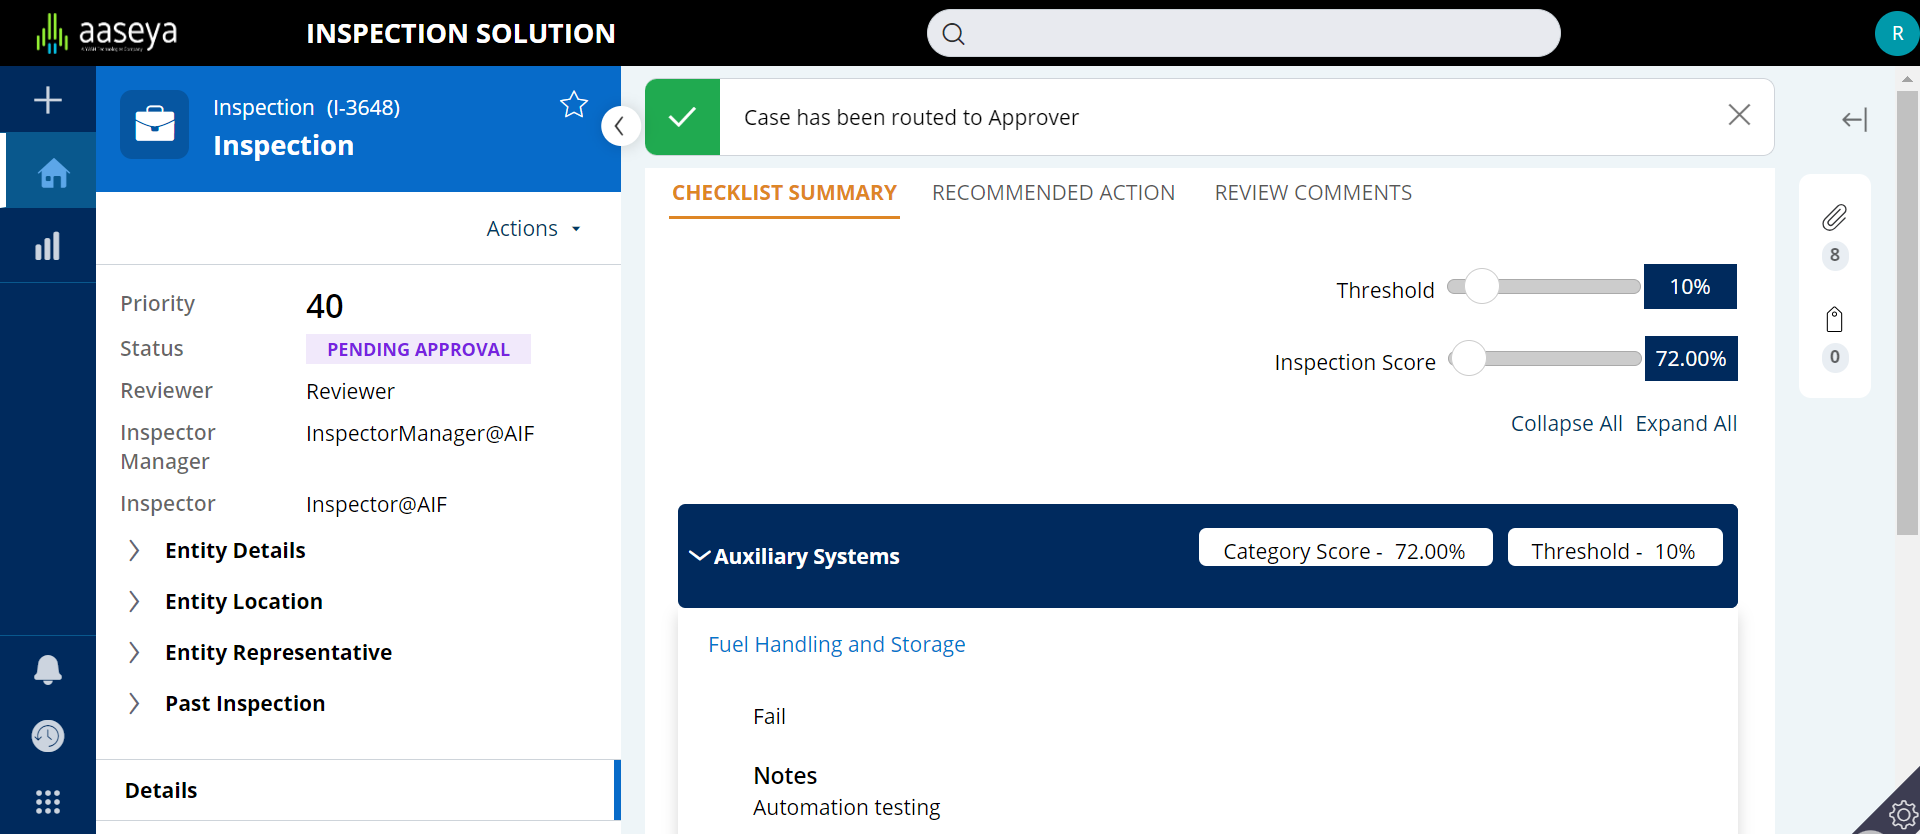 aaseya
INSPECTION SOLUTION
R
Inspection (I-3648)
Inspection
Case has been routed to Approver
Actions
CHECKLIST SUMMARY
RECOMMENDED ACTION
REVIEW COMMENTS
Priority 40
Status PENDING APPROVAL
Reviewer Reviewer
Inspector Manager InspectorManager@AIF
Inspector Inspector@AIF
Entity Details
Entity Location
Entity Representative
Past Inspection
Details
Threshold 10%
Inspection Score 72.00%
Collapse All Expand All
Auxiliary Systems
Category Score - 72.00%
Threshold - 10%
Fuel Handling and Storage
Fail
Notes
Automation testing
8
0